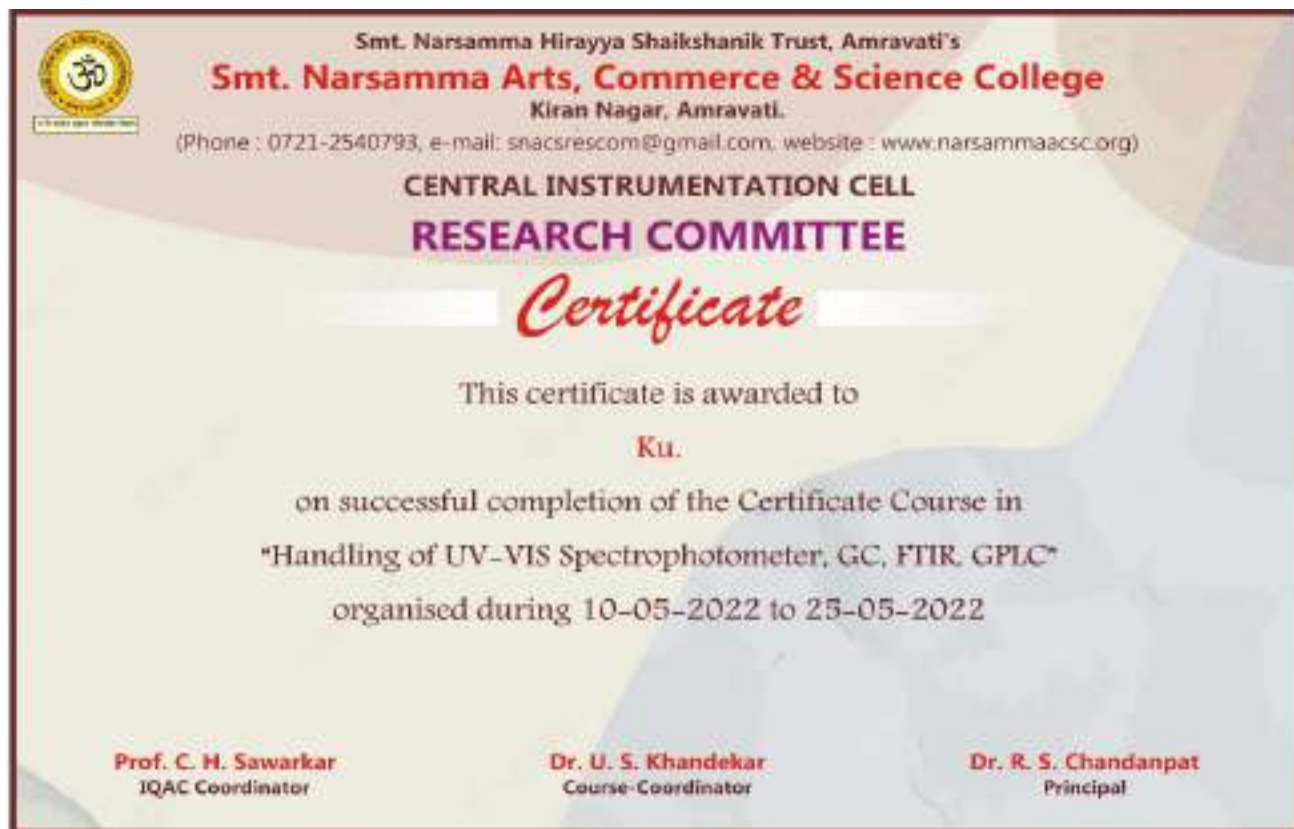 Smt. Narsamma Hirayya Shaikshanik Trust, Amravati's
Smt. Narsamma Arts, Commerce & Science College
Kiran Nagar, Amravati.
(Phone : 0721-2540793, e-mail: snacsrescom@gmail.com, website : www.narsammaacsc.org)
CENTRAL INSTRUMENTATION CELL
RESEARCH COMMITTEE
Certificate
This certificate is awarded to
Ku.
on successful completion of the Certificate Course in
"Handling of UV-VIS Spectrophotometer, GC, FTIR, GPLC"
organised during 10-05-2022 to 25-05-2022
Prof. C. H. Sawarkar
IQAC Coordinator
Dr. U. S. Khandekar
Course-Coordinator
Dr. R. S. Chandanpat
Principal
ॐ